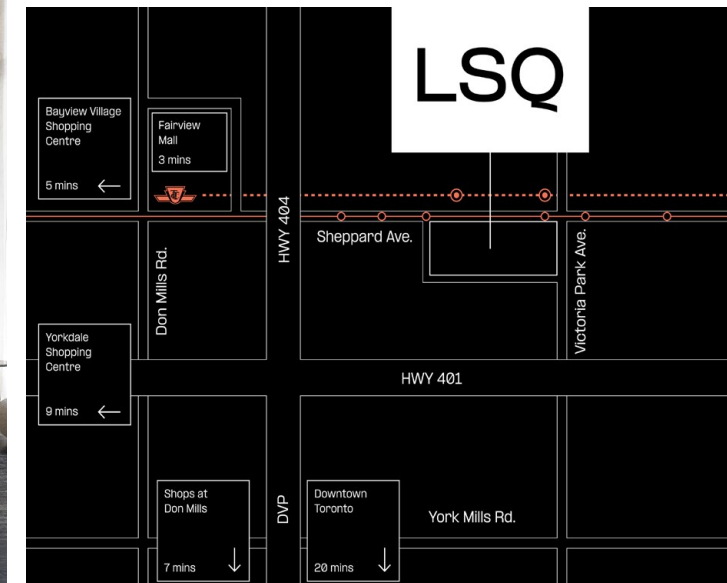 LSQ
Bayview Village
Shopping
Centre
5 mins ←
Fairview
Mall
3 mins
HWY 404
Sheppard Ave.
Don Mills Rd.
Victoria Park Ave.
Yorkdale
Shopping
Centre
9 mins ←
HWY 401
Shops at
Don Mills
7 mins ↓
DVP
Downtown
Toronto
20 mins ↓
York Mills Rd.